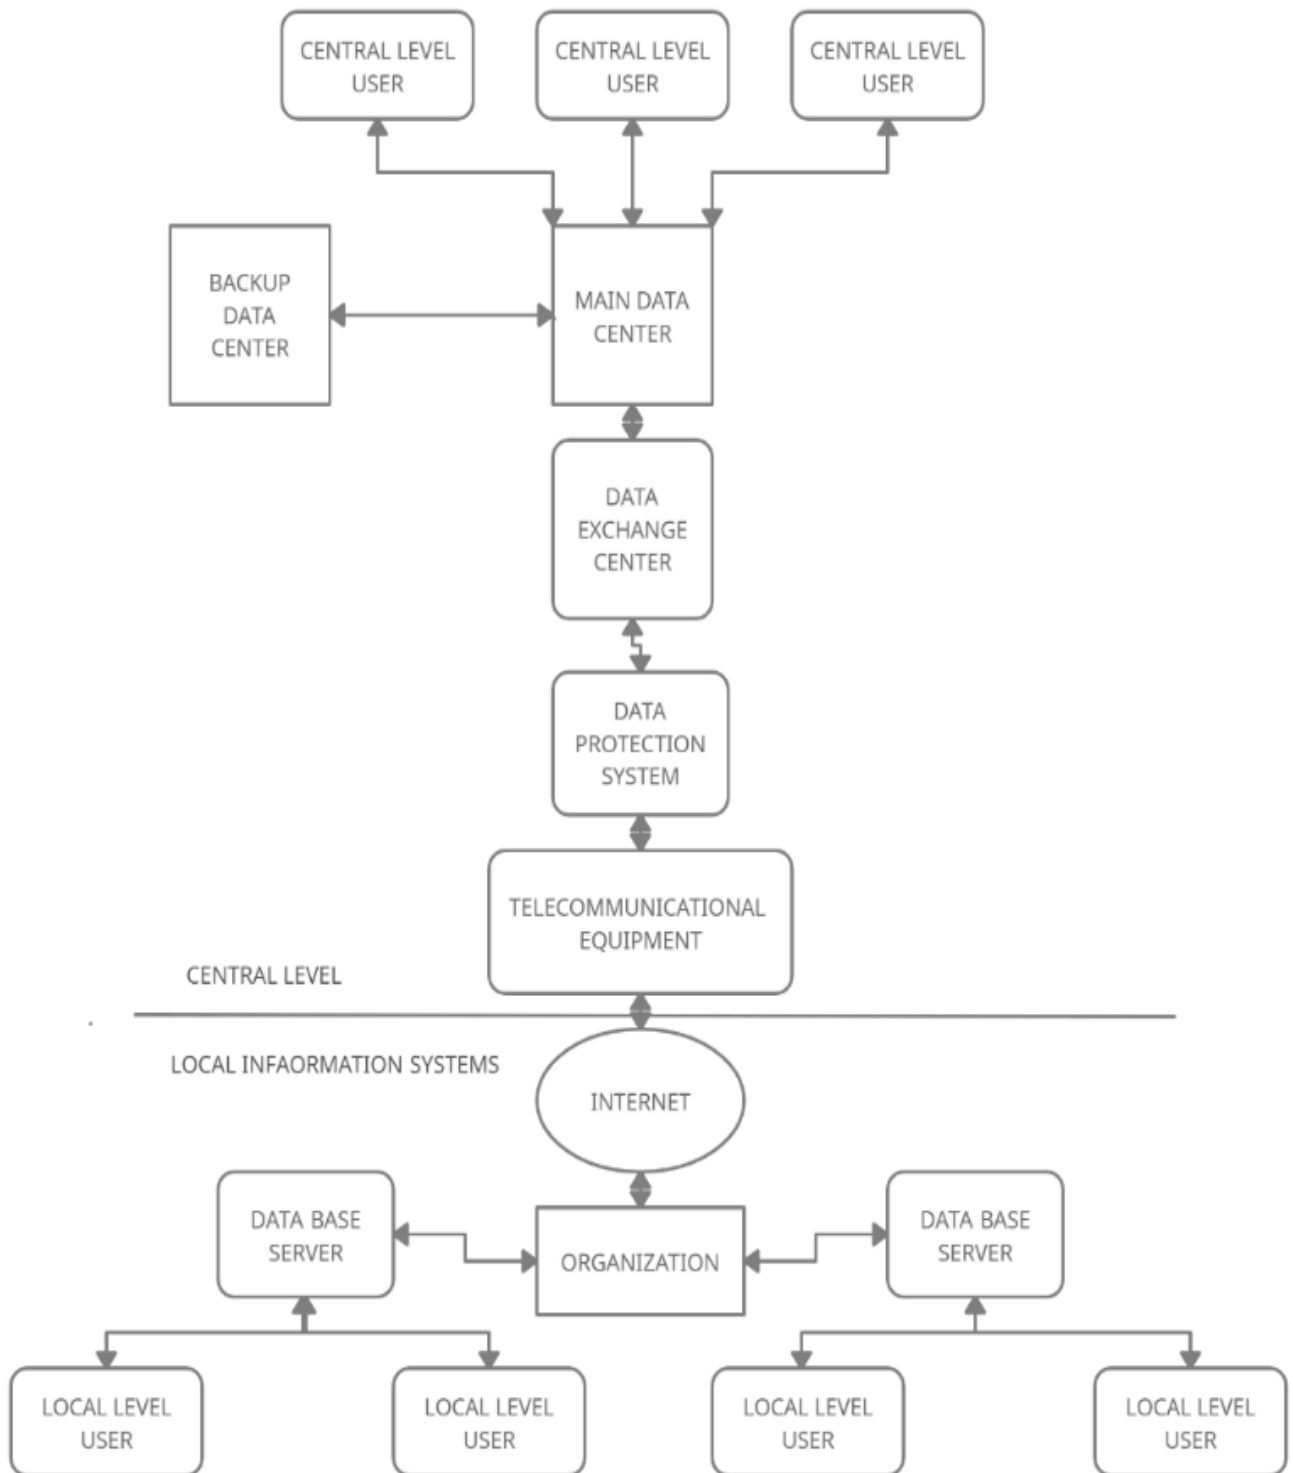 CENTRAL LEVEL
USER
CENTRAL LEVEL
USER
CENTRAL LEVEL
USER
BACKUP
DATA
CENTER
MAIN DATA
CENTER
DATA
EXCHANGE
CENTER
DATA
PROTECTION
SYSTEM
TELECOMMUNICATIONAL
EQUIPMENT
CENTRAL LEVEL
LOCAL INFAORMATION SYSTEMS
INTERNET
DATA BASE
SERVER
ORGANIZATION
DATA BASE
SERVER
LOCAL LEVEL
USER
LOCAL LEVEL
USER
LOCAL LEVEL
USER
LOCAL LEVEL
USER